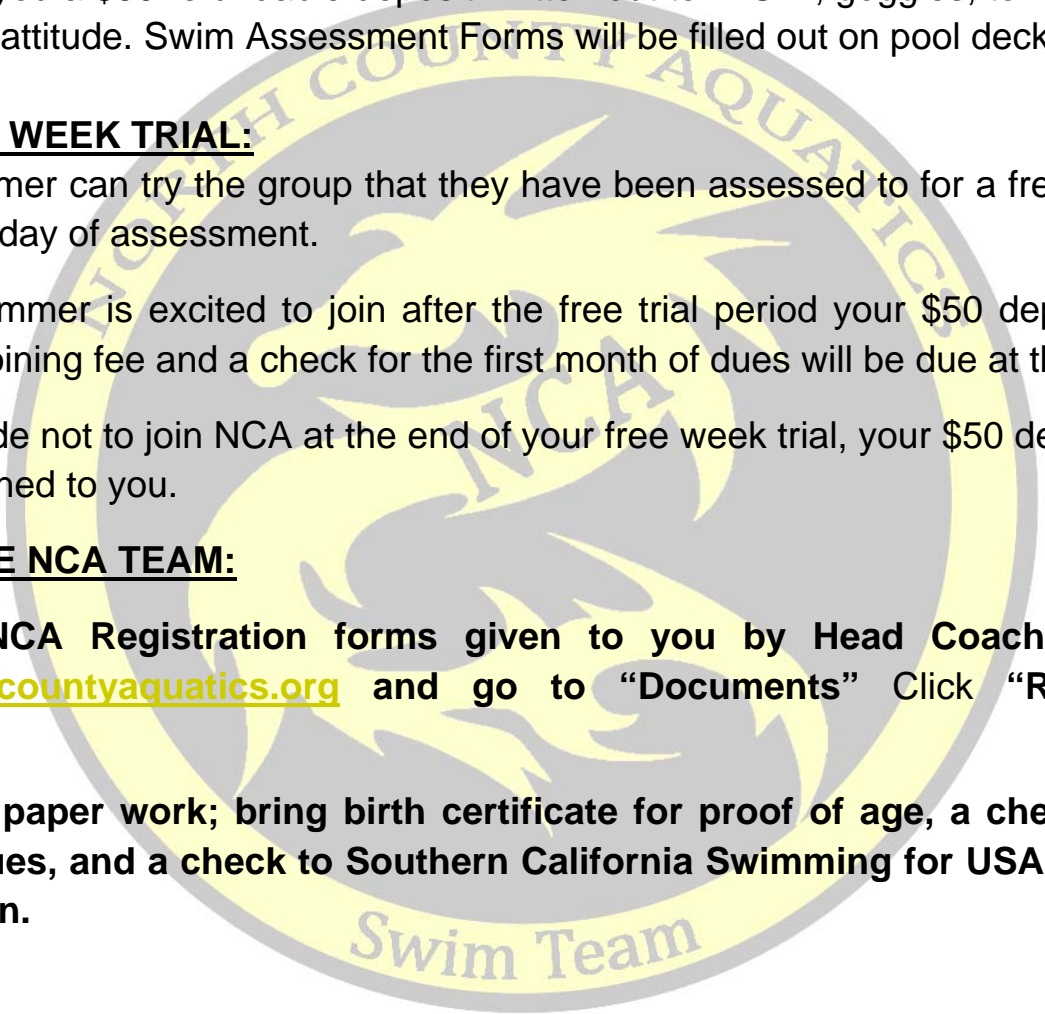 attitude. Swim Assessment Forms will be filled out on pool deck
NORTH COUNTY AQUATICS
WEEK TRIAL:
mer can try the group that they have been assessed to for a fre
day of assessment.
mmer is excited to join after the free trial period your $50 dep
oining fee and a check for the first month of dues will be due at th
NCA
de not to join NCA at the end of your free week trial, your $50 de
ned to you.
E NCA TEAM:
NCA Registration forms given to you by Head Coach
countyaquatics.org and go to “Documents” Click “R
paper work; bring birth certificate for proof of age, a che
ues, and a check to Southern California Swimming for USA
n.
Swim Team